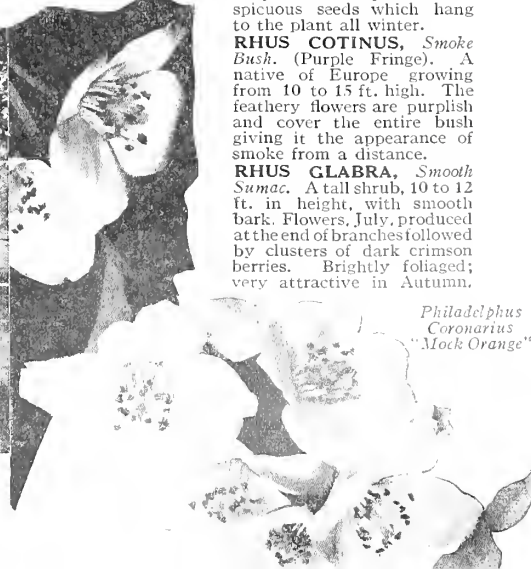 spicuous seeds which hang
to the plant all winter.
RHUS COTINUS, Smoke
Bush. (Purple Fringe). A
native of Europe growing
from 10 to 15 ft. high. The
feathery flowers are purplish
and cover the entire bush
giving it the appearance of
smoke from a distance.
RHUS GLABRA, Smooth
Sumac. A tall shrub, 10 to 12
ft. in height, with smooth
bark. Flowers, July, produced
at the end of branches followed
by clusters of dark crimson
berries. Brightly foliaged;
very attractive in Autumn.
Philadelphus
Coronarius
"Mock Orange"